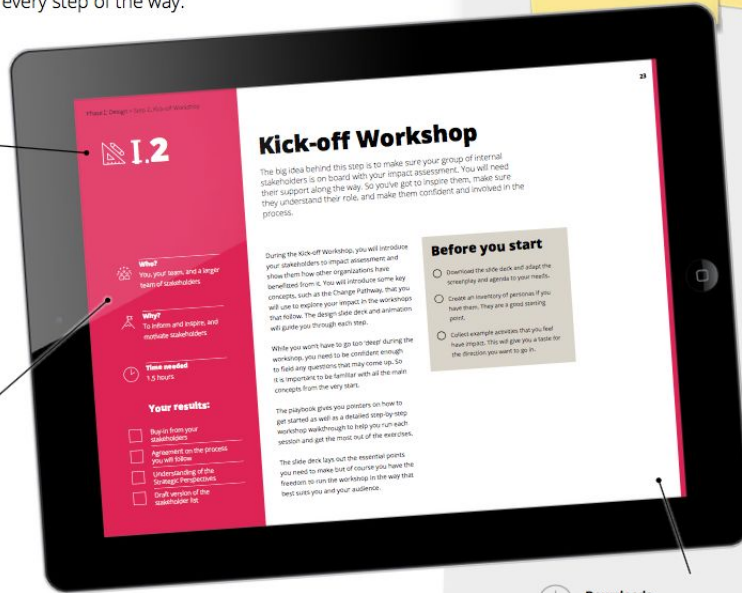 every step of the way.
Phase I: Design > Step 2, Kick-off Workshop
23
I.2
Who?
You, your team, and a larger
team of stakeholders
Why?
To inform and inspire, and
motivate stakeholders
Time needed
1.5 hours
Your results:
Buy-in from your
stakeholders
Agreement on the process
you will follow
Understanding of the
Strategic Perspectives
Draft version of the
stakeholder list
Kick-off Workshop
The big idea behind this step is to make sure your group of internal
stakeholders is on board with your impact assessment. You will need
their support along the way. So you've got to inspire them, make sure
they understand their role, and make them confident and involved in the
process.
During the Kick-off Workshop, you will introduce
your stakeholders to impact assessment and
show them how other organizations have
benefitted from it. You will introduce some key
concepts, such as the Change Pathway, that you
will use to explore your impact in the workshops
that follow. The design slide deck and animation
will guide you through each step.
While you won't have to go too 'deep' during the
workshop, you need to be confident enough
to field any questions that may come up. So
it is important to be familiar with all the main
concepts from the very start.
The playbook gives you pointers on how to
get started as well as a detailed step-by-step
workshop walkthrough to help you run each
session and get the most out of the exercises.
The slide deck lays out the essential points
you need to make but of course you have the
freedom to run the workshop in the way that
best suits you and your audience.
Before you start
Download the slide deck and adapt the
screenplay and agenda to your needs.
Create an inventory of personas if you
have them. They are a good starting
point.
Collect example activities that you feel
have impact. This will give you a taste for
the direction you want to go in.